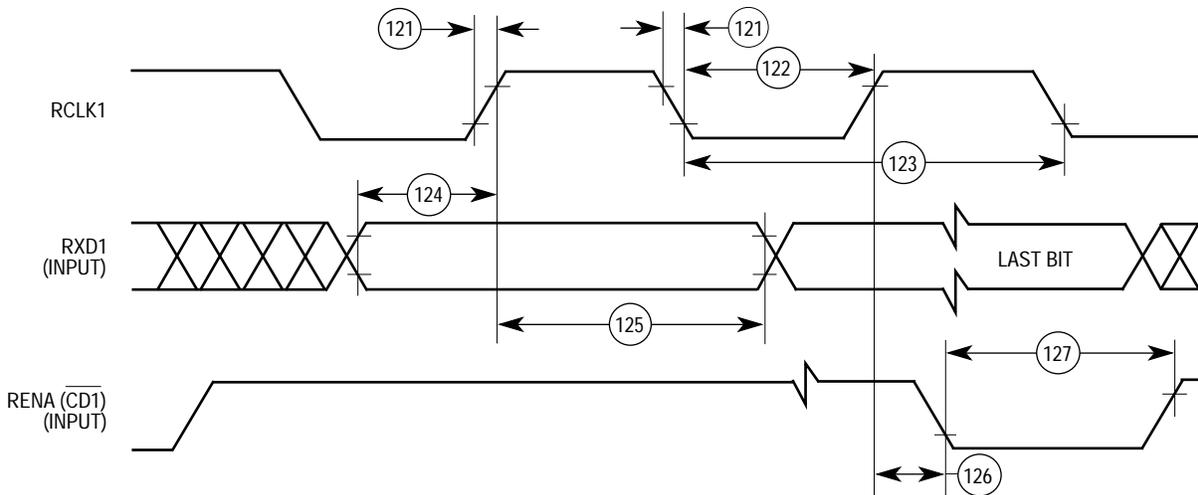 121
121
122
RCLK1
123
124
RXD1
(INPUT)
LAST BIT
125
127
RENA (CD1)
(INPUT)
126